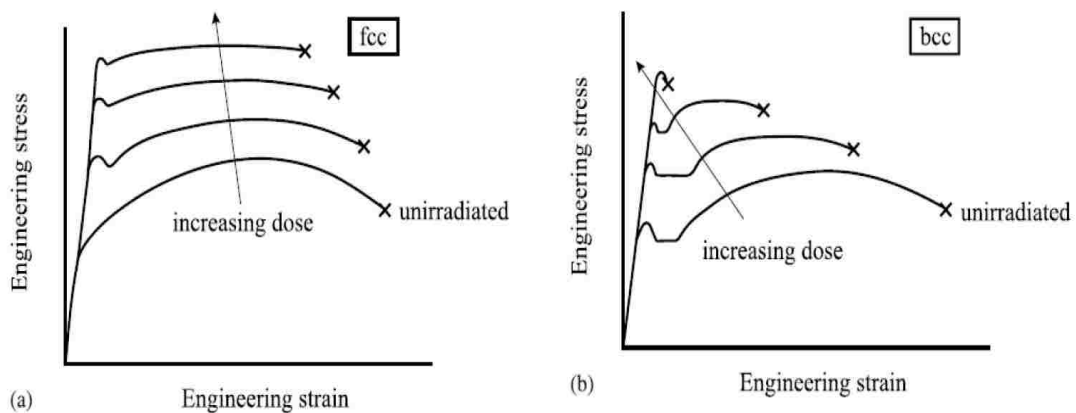 fcc
Engineering stress
increasing dose
unirradiated
Engineering strain
(a)
bcc
Engineering stress
increasing dose
unirradiated
Engineering strain
(b)